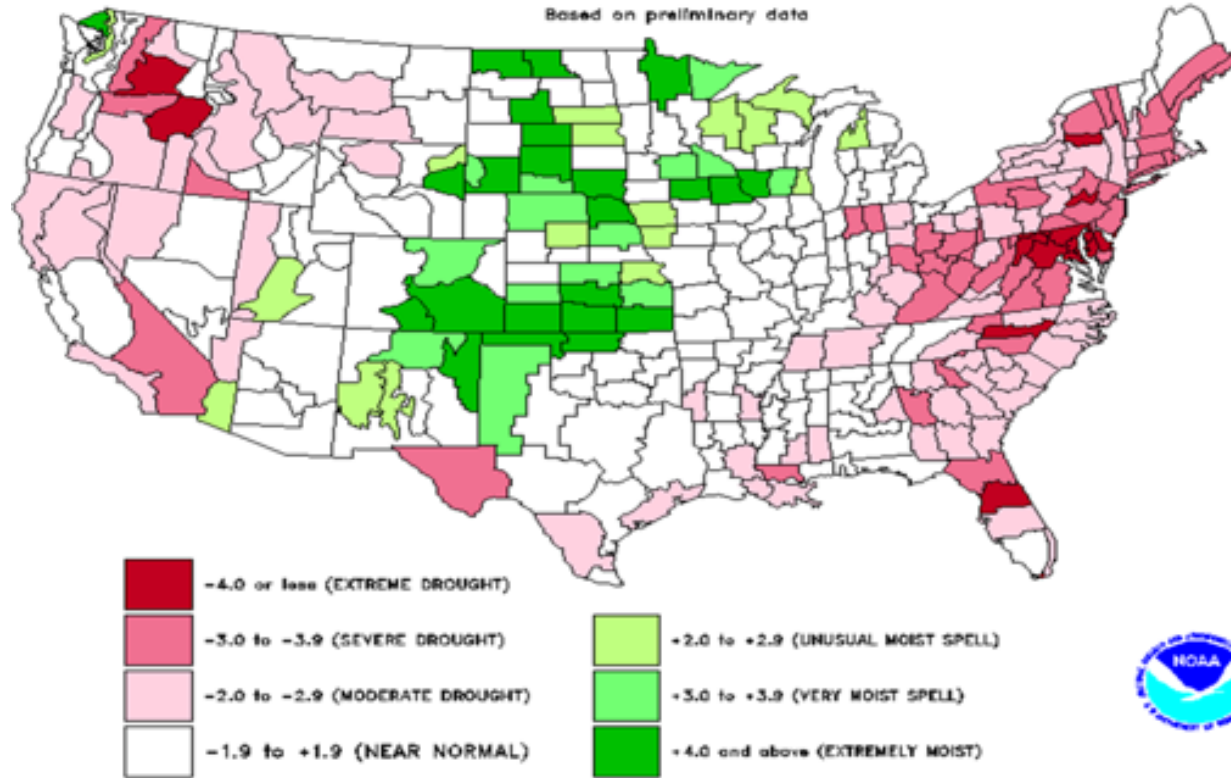 Based on preliminary data
-4.0 or less (EXTREME DROUGHT)
-3.0 to -3.9 (SEVERE DROUGHT)
-2.0 to -2.9 (MODERATE DROUGHT)
-1.9 to +1.9 (NEAR NORMAL)
+2.0 to +2.9 (UNUSUAL MOIST SPELL)
+3.0 to +3.9 (VERY MOIST SPELL)
+4.0 and above (EXTREMELY MOIST)
NOAA